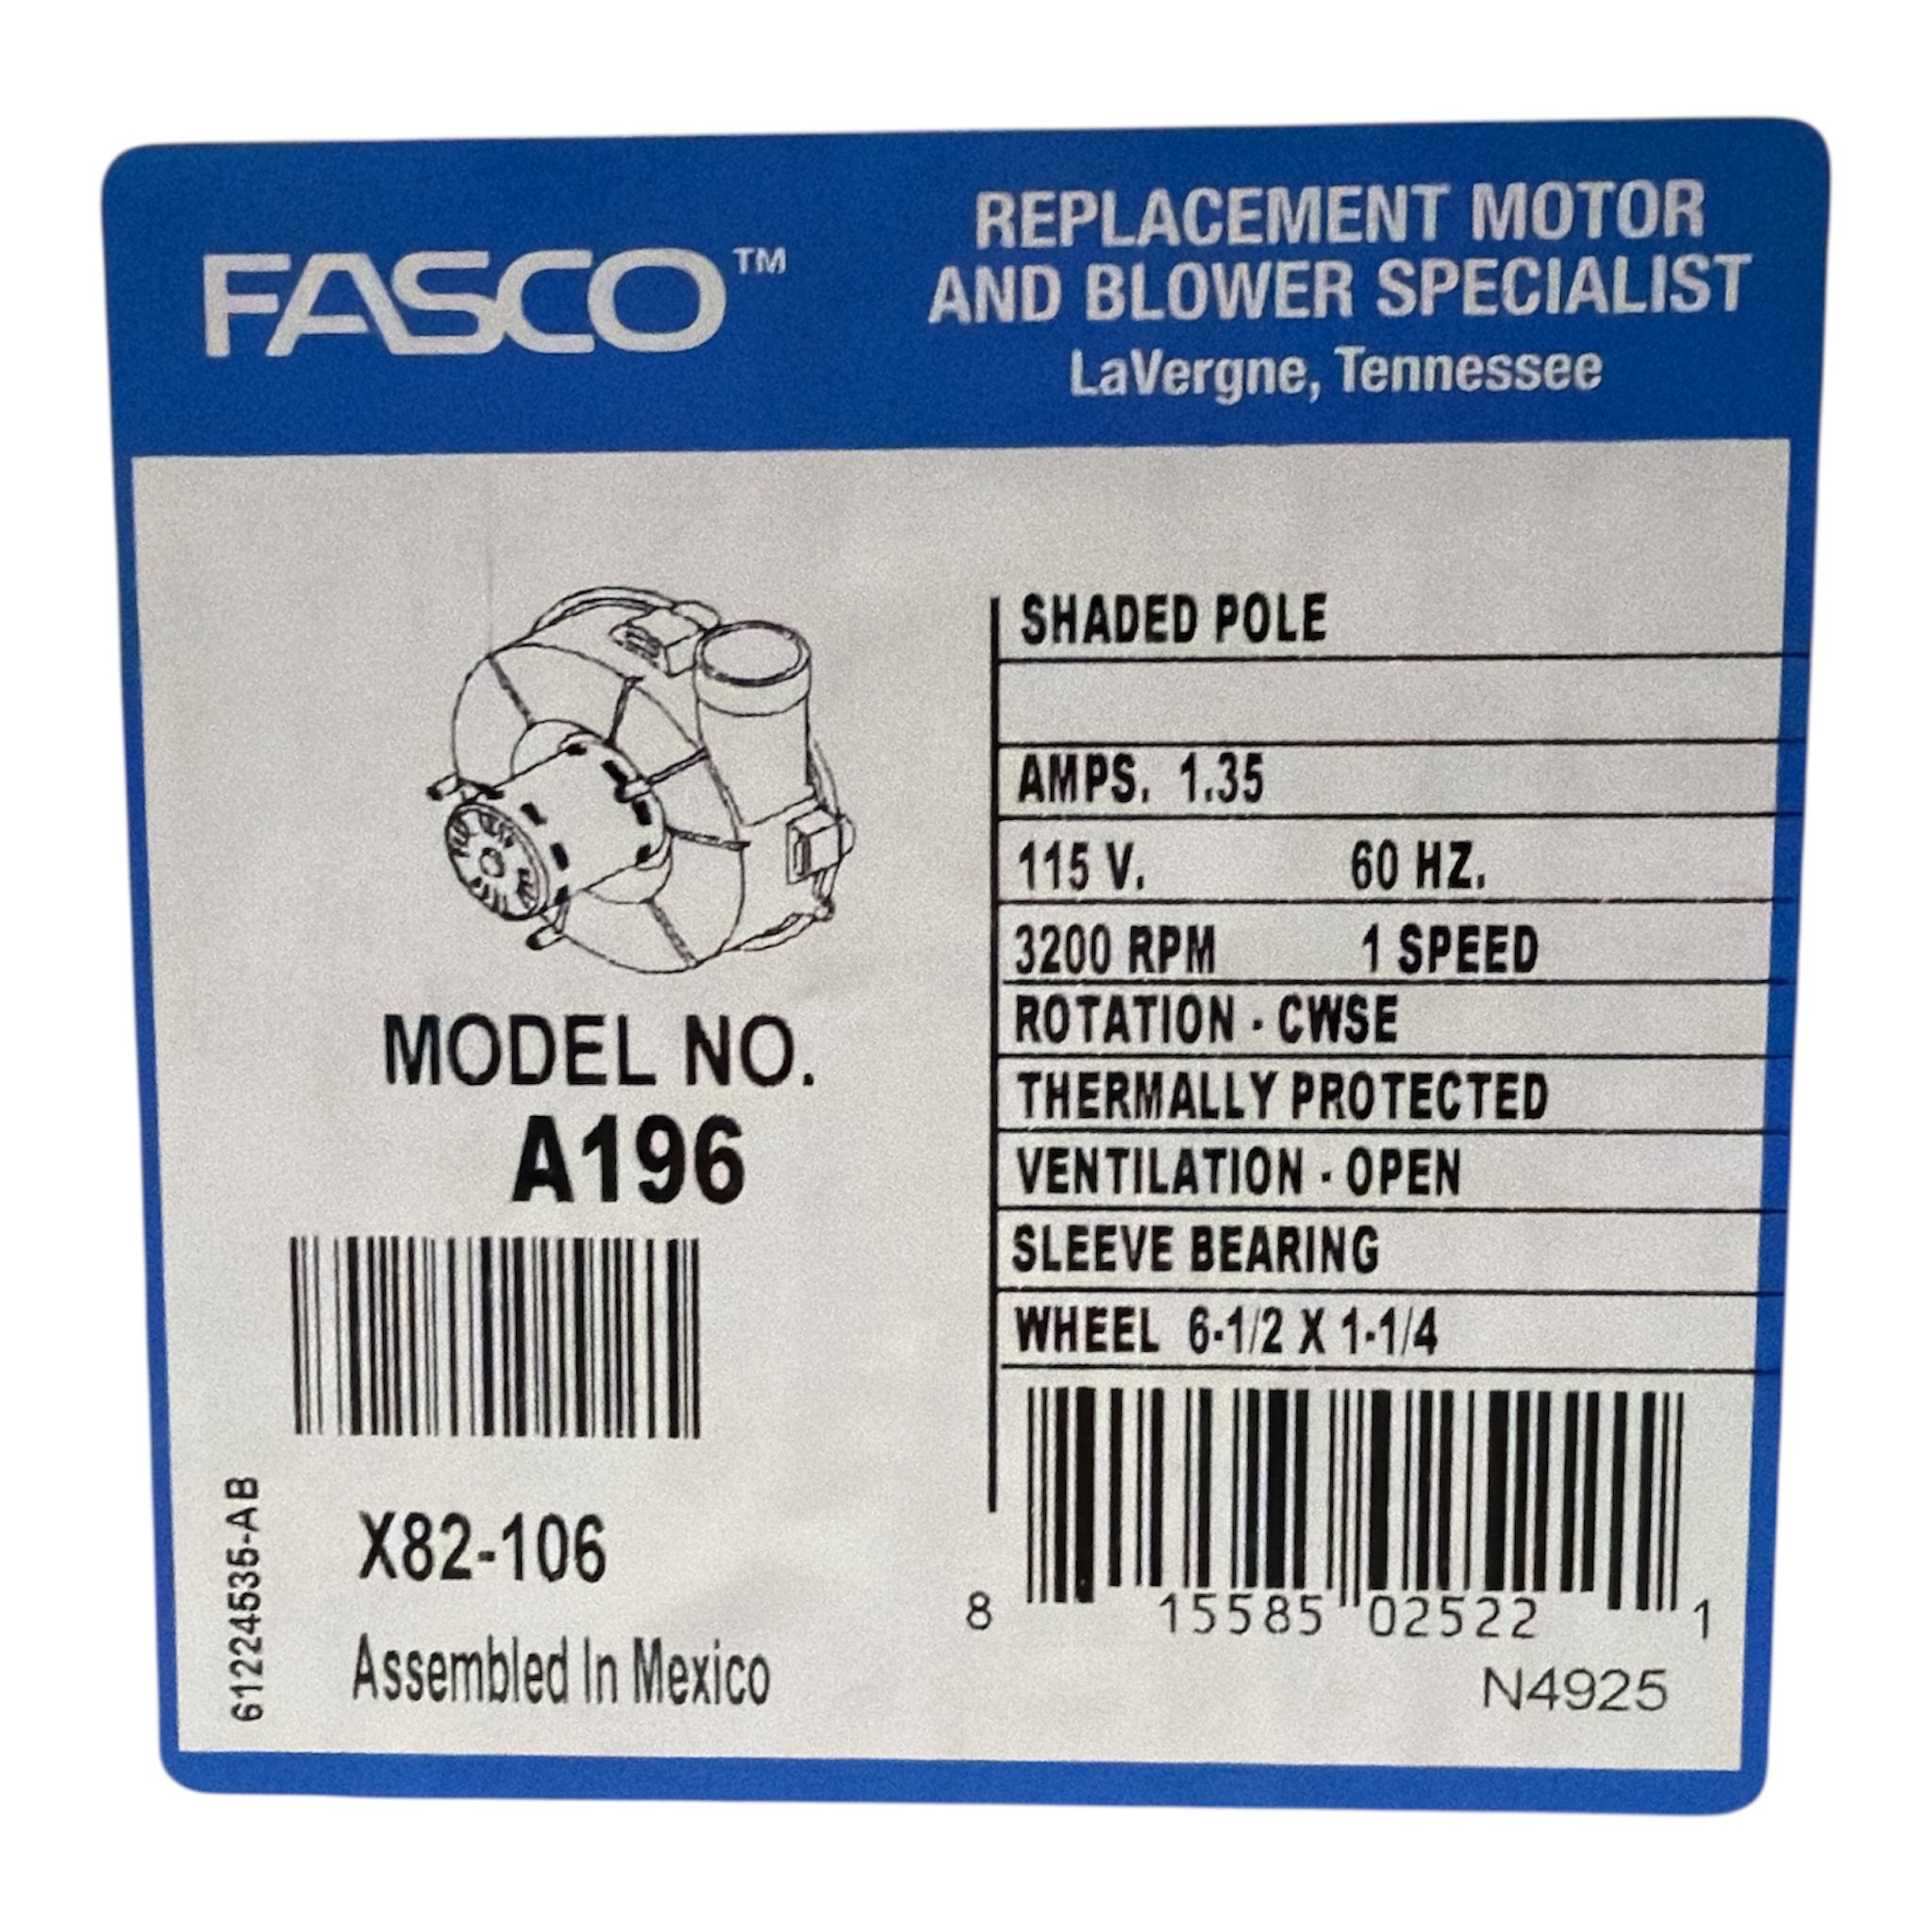 FASCO™
REPLACEMENT MOTOR
AND BLOWER SPECIALIST
LaVergne, Tennessee
MODEL NO.
A196
X82-106
Assembled In Mexico
61224535-AB
SHADED POLE
AMPS. 1.35
115 V. 60 HZ.
3200 RPM 1 SPEED
ROTATION - CWSE
THERMALLY PROTECTED
VENTILATION - OPEN
SLEEVE BEARING
WHEEL 6-1/2 X 1-1/4
8 15585 02522 1
N4925